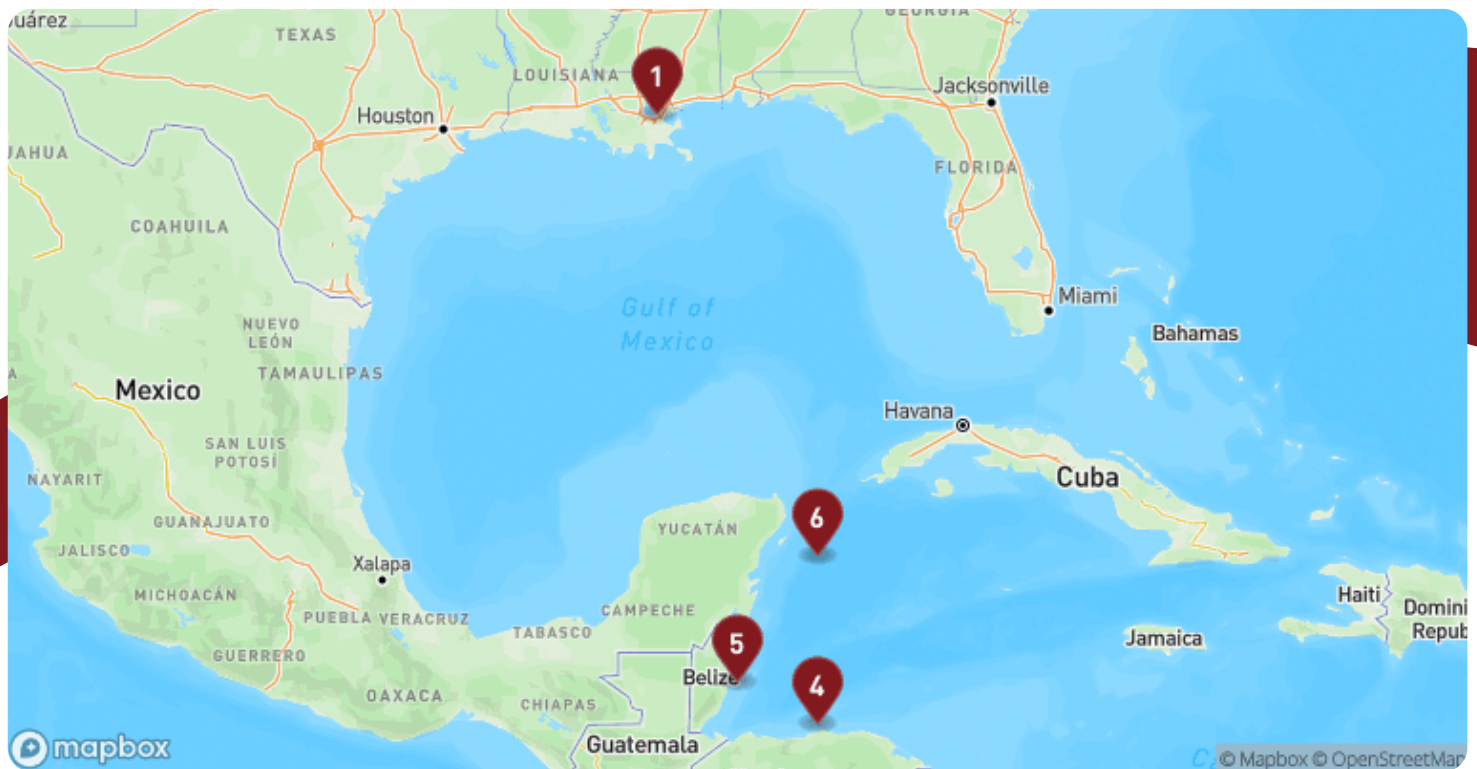 uárez
TEXAS
LOUISIANA
GEORGIA
1
Jacksonville
Houston
UAHUA
FLORIDA
COAHUILA
Gulf of
Mexico
Miami
NUEVO
LEÓN
Bahamas
A
TAMAULIPAS
Mexico
Havana
SAN LUIS
POTOSÍ
Cuba
NAYARIT
6
YUCATÁN
GUANAJUATO
JALISCO
Xalapa
MICHOACÁN
Haiti
PUEBLA VERACRUZ
CAMPECHE
Domini
Repub
TABASCO
Jamaica
5
GUERRERO
Belize
4
OAXACA
CHIAPAS
Guatemala
mapbox
© Mapbox © OpenStreetMap